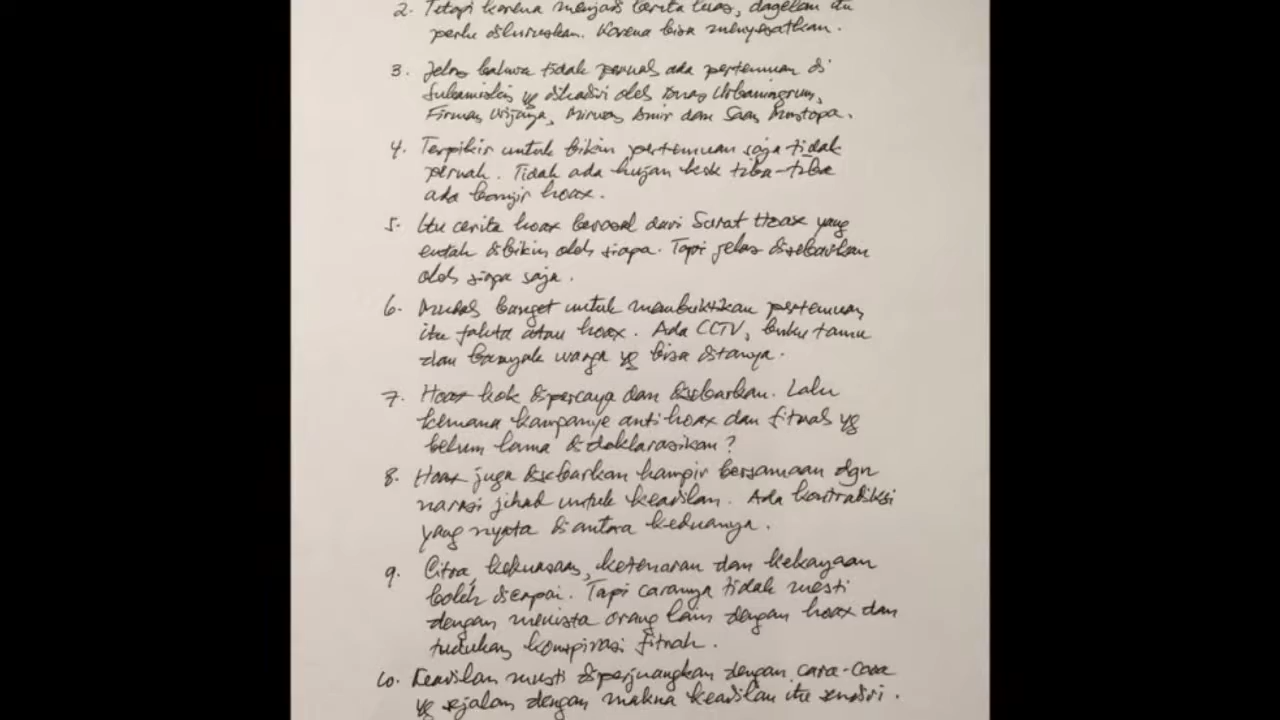 2. Tetapi karena menjadi berita luas, dagelan itu
perlu diluruskan. Karena bisa menyesatkan.
3. Jelas bahwa tidak pernah ada pertemuan di
Sukamiskin yg dihadiri oleh Anas Urbaningrum,
Firman Wijaya, Mirwan Amir dan Saan Mustopa.
4. Terpikir untuk bikin pertemuan saja tidak
pernah. Tidak ada hujan kok tiba-tiba
ada banjir hoax.
5. Itu cerita hoax berasal dari Surat Hoax yang
entah dibikin oleh siapa. Tapi jelas disebarkan
oleh siapa saja.
6. Mudah banget untuk membuktikan pertemuan
itu fakta atau hoax. Ada CCTV, buku tamu
dan banyak warga yg bisa ditanya.
7. Hoax kok dipercaya dan disebarkan. Lalu
kemana kampanye anti hoax dan fitnah yg
belum lama dideklarasikan?
8. Hoax juga disebarkan hampir bersamaan dgn
narasi jihad untuk keadilan. Ada kontradiksi
yang nyata diantara keduanya.
9. Citra, kekuasaan, ketenaran dan kekayaan
boleh dicapai. Tapi caranya tidak mesti
dengan menista orang lain dengan hoax dan
tuduhan konspirasi fitnah.
10. Keadilan mesti diperjuangkan dengan cara-cara
yg sejalan dengan makna keadilan itu sendiri.